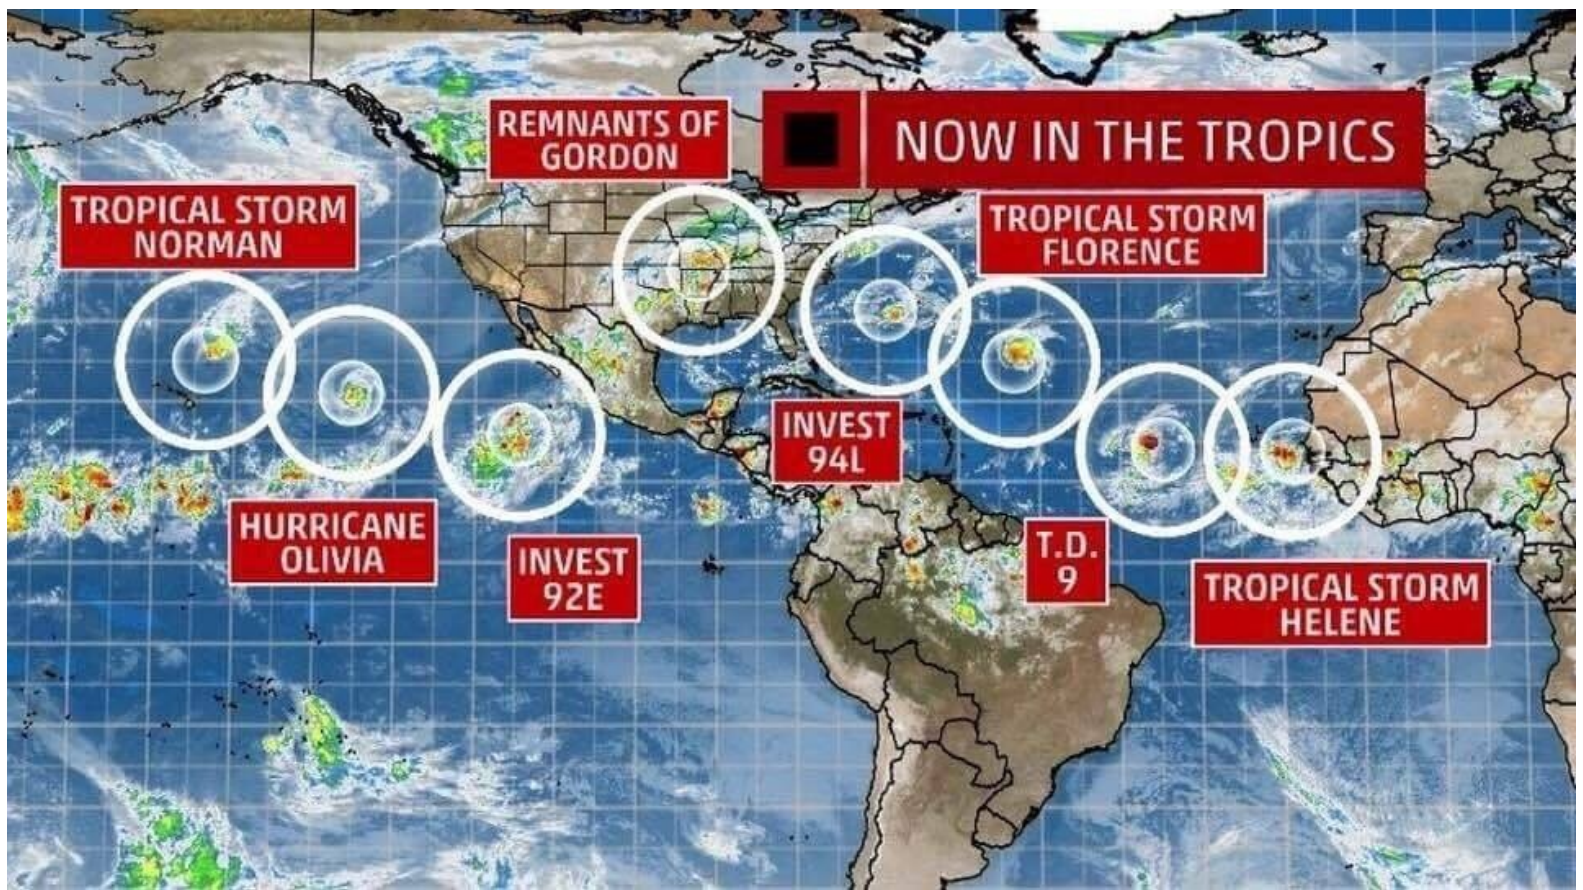 REMNANTS OF
GORDON
NOW IN THE TROPICS
TROPICAL STORM
NORMAN
TROPICAL STORM
FLORENCE
INVEST
94L
HURRICANE
OLIVIA
INVEST
92E
T.D.
9
TROPICAL STORM
HELENE